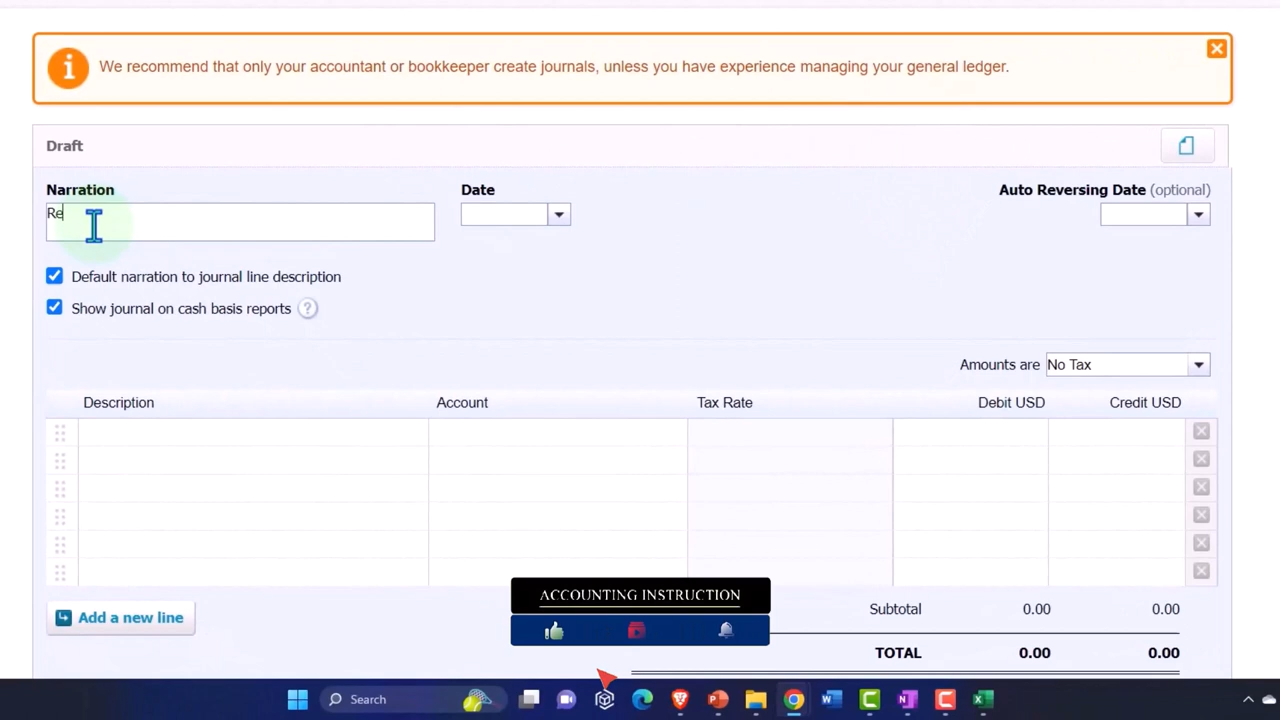 We recommend that only your accountant or bookkeeper create journals, unless you have experience managing your general ledger.
Draft
Narration
Date
Auto Reversing Date (optional)
Re
Default narration to journal line description
Show journal on cash basis reports ?
Amounts are No Tax
Description Account Tax Rate Debit USD Credit USD
Add a new line
Subtotal 0.00 0.00
TOTAL 0.00 0.00
ACCOUNTING INSTRUCTION
Search